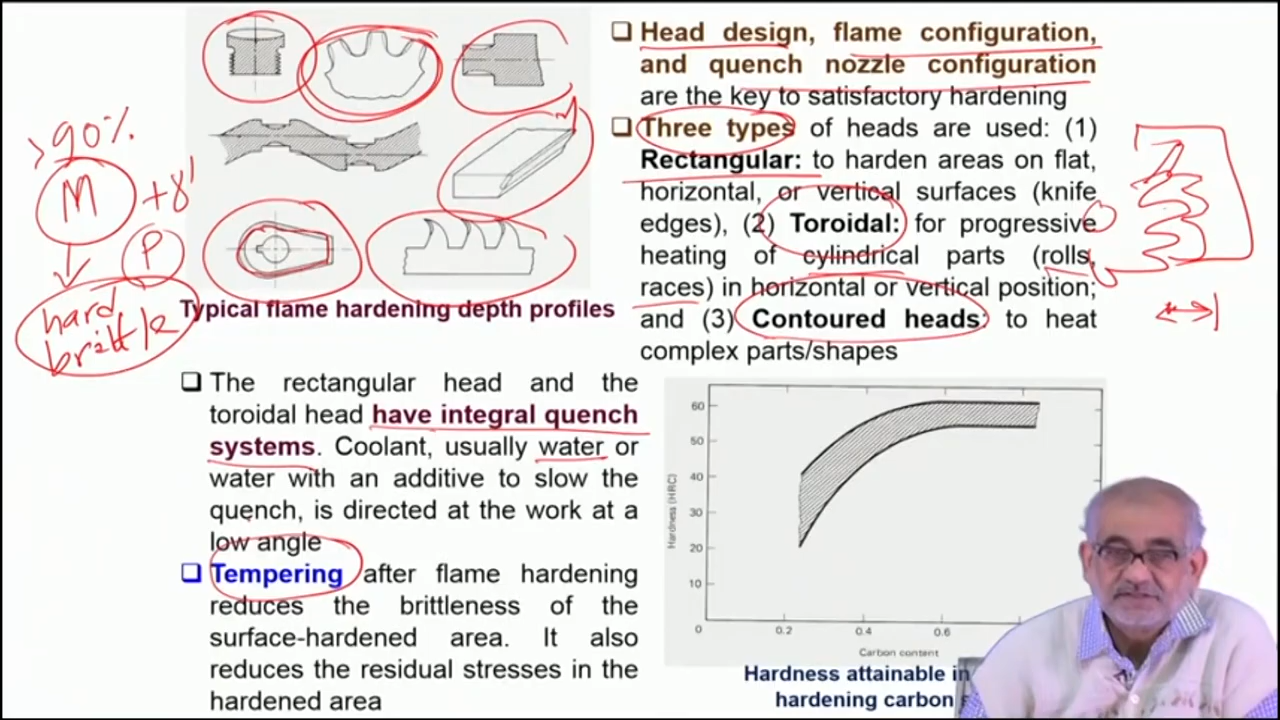 >90%
M
+γ'
P
hard
brittle
Typical flame hardening depth profiles
❑ The rectangular head and the
toroidal head have integral quench
systems. Coolant, usually water or
water with an additive to slow the
quench, is directed at the work at a
low angle
❑ Tempering after flame hardening
reduces the brittleness of the
surface-hardened area. It also
reduces the residual stresses in the
hardened area
❑ Head design, flame configuration,
and quench nozzle configuration
are the key to satisfactory hardening
❑ Three types of heads are used: (1)
Rectangular: to harden areas on flat,
horizontal, or vertical surfaces (knife
edges), (2) Toroidal: for progressive
heating of cylindrical parts (rolls,
races) in horizontal or vertical position;
and (3) Contoured heads: to heat
complex parts/shapes
Hardness (HRC)
60
50
40
30
20
10
0
0.2
0.4
0.6
Carbon content
Hardness attainable in
hardening carbon